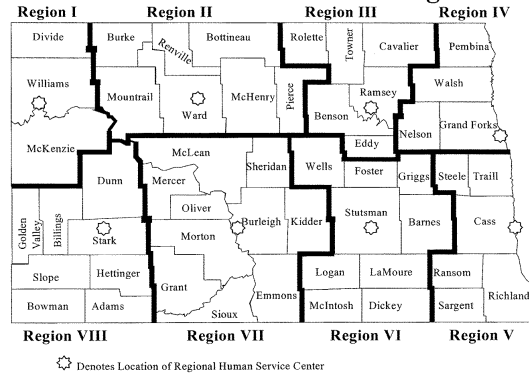 Region I Region II Region III Region IV
Divide Burke Renville Bottineau Rolette Towner Cavalier Pembina
Williams Mountrail Ward McHenry Pierce Benson Ramsey Walsh
McKenzie Eddy Nelson Grand Forks
Dunn McLean Sheridan Wells Foster Griggs Steele Traill
Mercer Oliver
Golden Valley Billings Stark Morton Burleigh Kidder Stutsman Barnes Cass
Slope Hettinger Grant Emmons Logan LaMoure Ransom Richland
Bowman Adams Sioux McIntosh Dickey Sargent
Region VIII Region VII Region VI Region V
Denotes Location of Regional Human Service Center